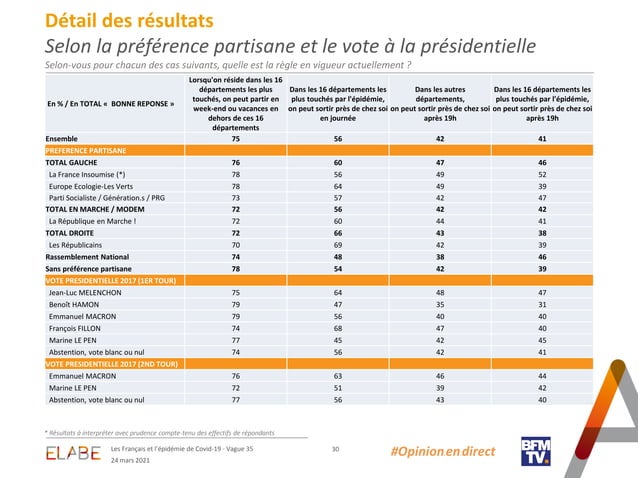 Détail des résultats
Selon la préférence partisane et le vote à la présidentielle
Selon-vous pour chacun des cas suivants, quelle est la règle en vigueur actuellement ?
En % / En TOTAL « BONNE REPONSE »
Lorsqu'on réside dans les 16
départements les plus
touchés, on peut partir en
week-end ou vacances en
dehors de ces 16
départements
Dans les 16 départements les
plus touchés par l'épidémie,
on peut sortir près de chez soi
en journée
Dans les autres
départements,
on peut sortir près de chez soi
après 19h
Dans les 16 départements les
plus touchés par l'épidémie,
on peut sortir près de chez soi
après 19h
Ensemble 75 56 42 41
PREFERENCE PARTISANE
TOTAL GAUCHE 76 60 47 46
La France Insoumise (*) 78 56 49 52
Europe Ecologie-Les Verts 78 64 49 39
Parti Socialiste / Génération.s / PRG 73 57 42 47
TOTAL EN MARCHE / MODEM 72 56 42 42
La République en Marche ! 72 60 44 41
TOTAL DROITE 72 66 43 38
Les Républicains 70 69 42 39
Rassemblement National 74 48 38 46
Sans préférence partisane 78 54 42 39
VOTE PRESIDENTIELLE 2017 (1ER TOUR)
Jean-Luc MELENCHON 75 64 48 47
Benoît HAMON 79 47 35 31
Emmanuel MACRON 79 56 40 40
François FILLON 74 68 47 40
Marine LE PEN 77 45 42 45
Abstention, vote blanc ou nul 74 56 42 41
VOTE PRESIDENTIELLE 2017 (2ND TOUR)
Emmanuel MACRON 76 63 46 44
Marine LE PEN 72 51 39 42
Abstention, vote blanc ou nul 77 56 43 40
* Résultats à interpréter avec prudence compte-tenu des effectifs de répondants
ELABE
Les Français et l'épidémie de Covid-19 - Vague 35
24 mars 2021
30
#Opinion en direct
BFM
TV.